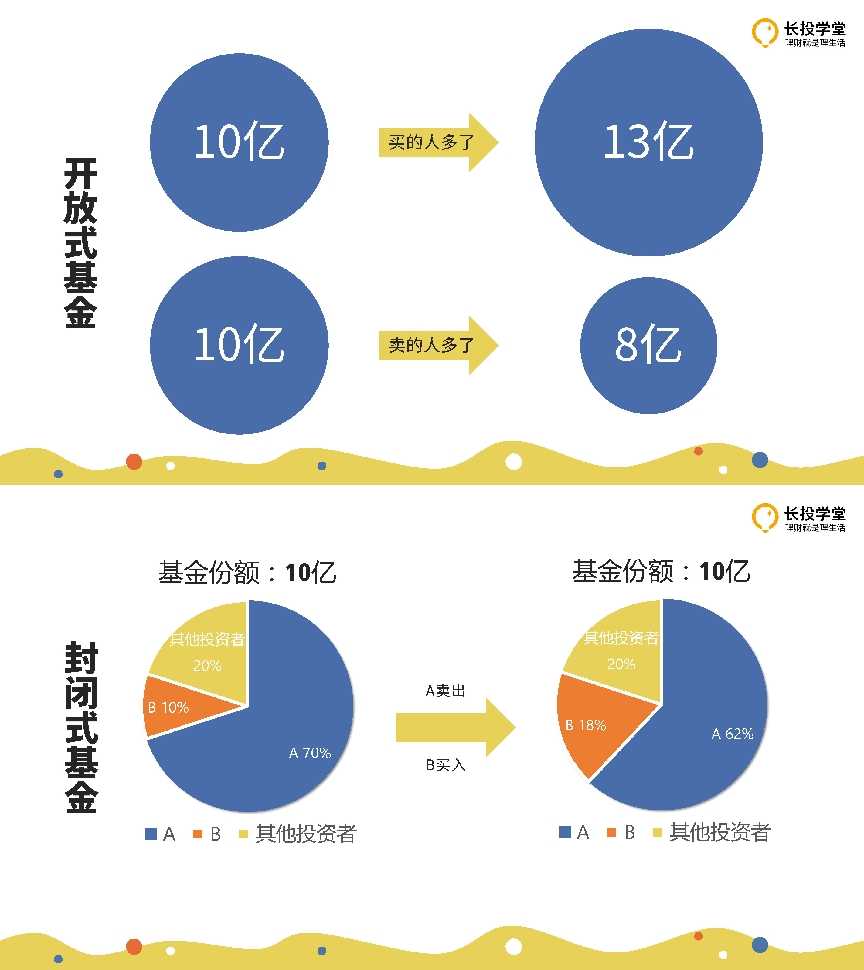 长投学堂
理财就是理生活
开放式基金
10亿
买的人多了
13亿
10亿
卖的人多了
8亿
长投学堂
理财就是理生活
封闭式基金
基金份额：10亿
其他投资者
20%
B 10%
A 70%
A B 其他投资者
A卖出
B买入
基金份额：10亿
其他投资者
20%
B 18%
A 62%
A B 其他投资者